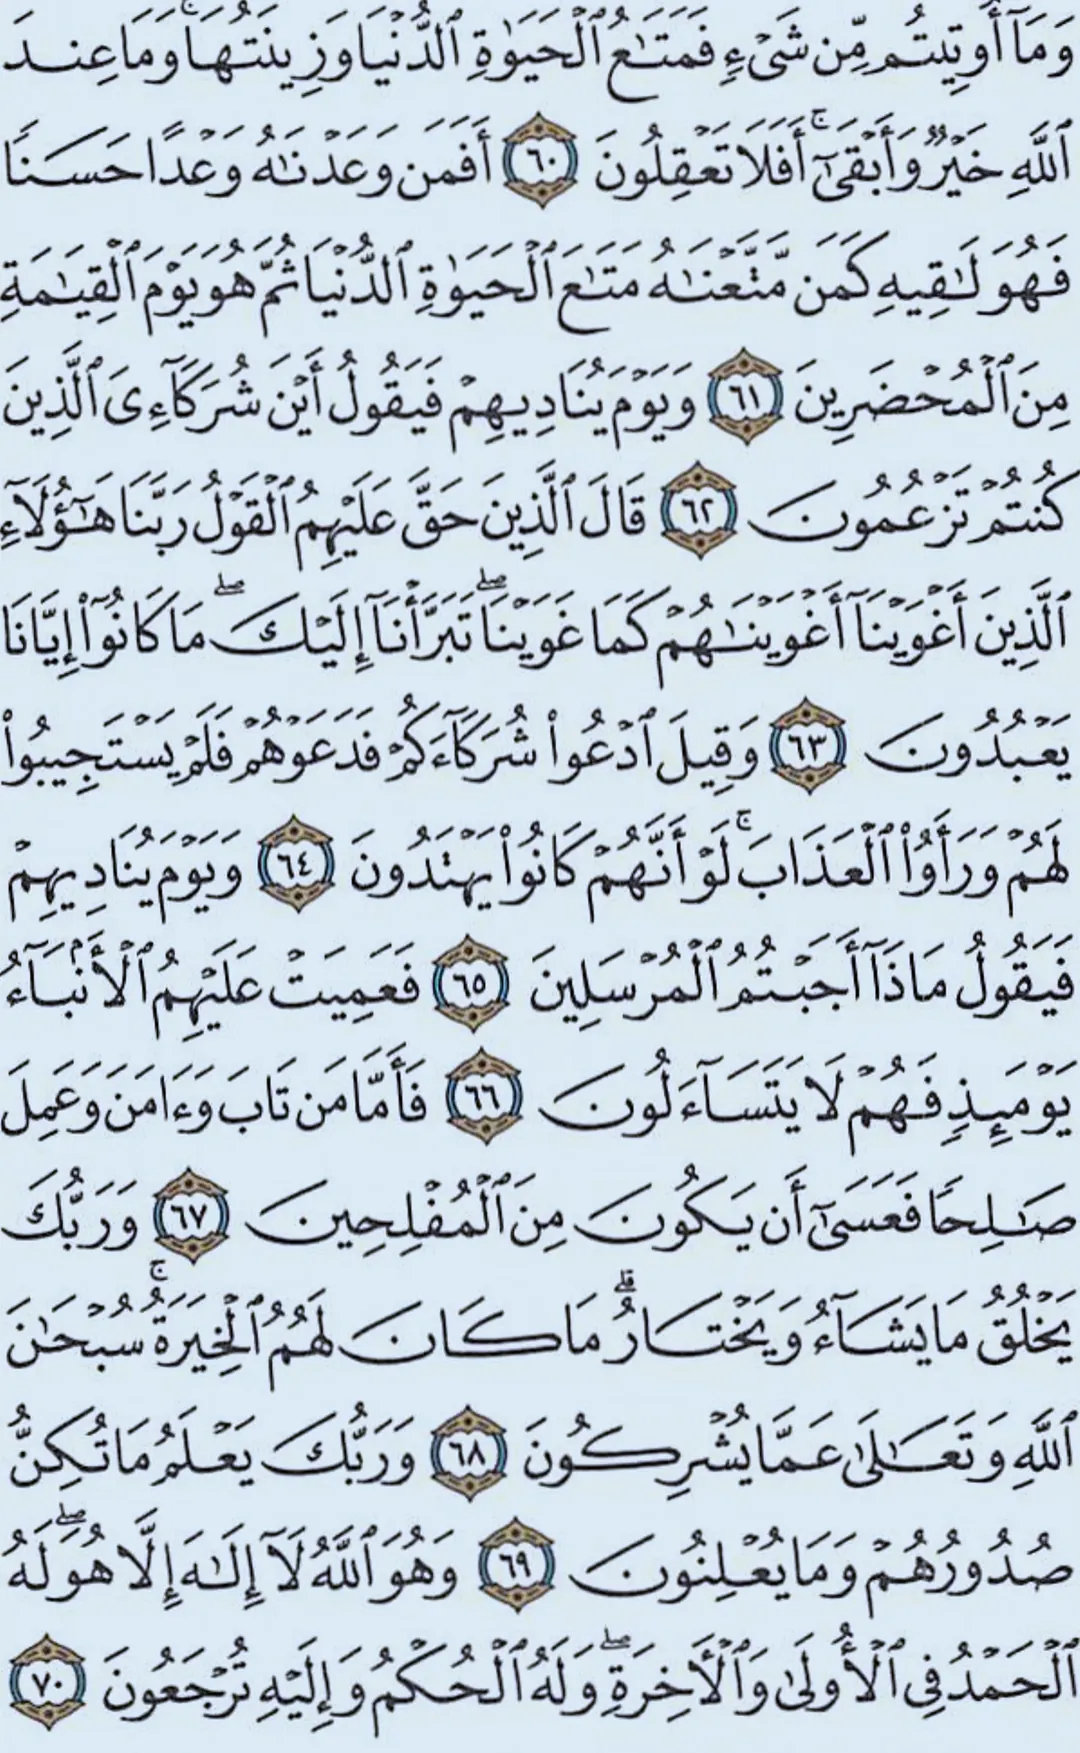 وَمَآ أُوتِيتُم مِّن شَىْءٍ فَمَتَـٰعُ ٱلْحَيَوٰةِ ٱلدُّنْيَا وَزِينَتُهَا ۚ وَمَا عِندَ
ٱللَّهِ خَيْرٌ وَأَبْقَىٰٓ ۚ أَفَلَا تَعْقِلُونَ ٦٠ أَفَمَن وَعَدْنَـٰهُ وَعْدًا حَسَنًا
فَهُوَ لَـٰقِيهِ كَمَن مَّتَّعْنَـٰهُ مَتَـٰعَ ٱلْحَيَوٰةِ ٱلدُّنْيَا ثُمَّ هُوَ يَوْمَ ٱلْقِيَـٰمَةِ
مِنَ ٱلْمُحْضَرِينَ ٦١ وَيَوْمَ يُنَادِيهِمْ فَيَقُولُ أَيْنَ شُرَكَآءِىَ ٱلَّذِينَ
كُنتُمْ تَزْعُمُونَ ٦٢ قَالَ ٱلَّذِينَ حَقَّ عَلَيْهِمُ ٱلْقَوْلُ رَبَّنَا هَـٰٓؤُلَآءِ
ٱلَّذِينَ أَغْوَيْنَآ أَغْوَيْنَـٰهُمْ كَمَا غَوَيْنَا ۖ تَبَرَّأْنَآ إِلَيْكَ ۖ مَا كَانُوٓا۟ إِيَّانَا
يَعْبُدُونَ ٦٣ وَقِيلَ ٱدْعُوا۟ شُرَكَآءَكُمْ فَدَعَوْهُمْ فَلَمْ يَسْتَجِيبُوا۟
لَهُمْ وَرَأَوُا۟ ٱلْعَذَابَ ۚ لَوْ أَنَّهُمْ كَانُوا۟ يَهْتَدُونَ ٦٤ وَيَوْمَ يُنَادِيهِمْ
فَيَقُولُ مَاذَآ أَجَبْتُمُ ٱلْمُرْسَلِينَ ٦٥ فَعَمِيَتْ عَلَيْهِمُ ٱلْأَنۢبَآءُ
يَوْمَئِذٍ فَهُمْ لَا يَتَسَآءَلُونَ ٦٦ فَأَمَّا مَن تَابَ وَءَامَنَ وَعَمِلَ
صَـٰلِحًا فَعَسَىٰٓ أَن يَكُونَ مِنَ ٱلْمُفْلِحِينَ ٦٧ وَرَبُّكَ
يَخْلُقُ مَا يَشَآءُ وَيَخْتَارُ ۗ مَا كَانَ لَهُمُ ٱلْخِيَرَةُ ۚ سُبْحَـٰنَ
ٱللَّهِ وَتَعَـٰلَىٰ عَمَّا يُشْرِكُونَ ٦٨ وَرَبُّكَ يَعْلَمُ مَا تُكِنُّ
صُدُورُهُمْ وَمَا يُعْلِنُونَ ٦٩ وَهُوَ ٱللَّهُ لَآ إِلَـٰهَ إِلَّا هُوَ ۖ لَهُ
ٱلْحَمْدُ فِى ٱلْأُولَىٰ وَٱلْـَٔاخِرَةِ ۖ وَلَهُ ٱلْحُكْمُ وَإِلَيْهِ تُرْجَعُونَ ٧٠